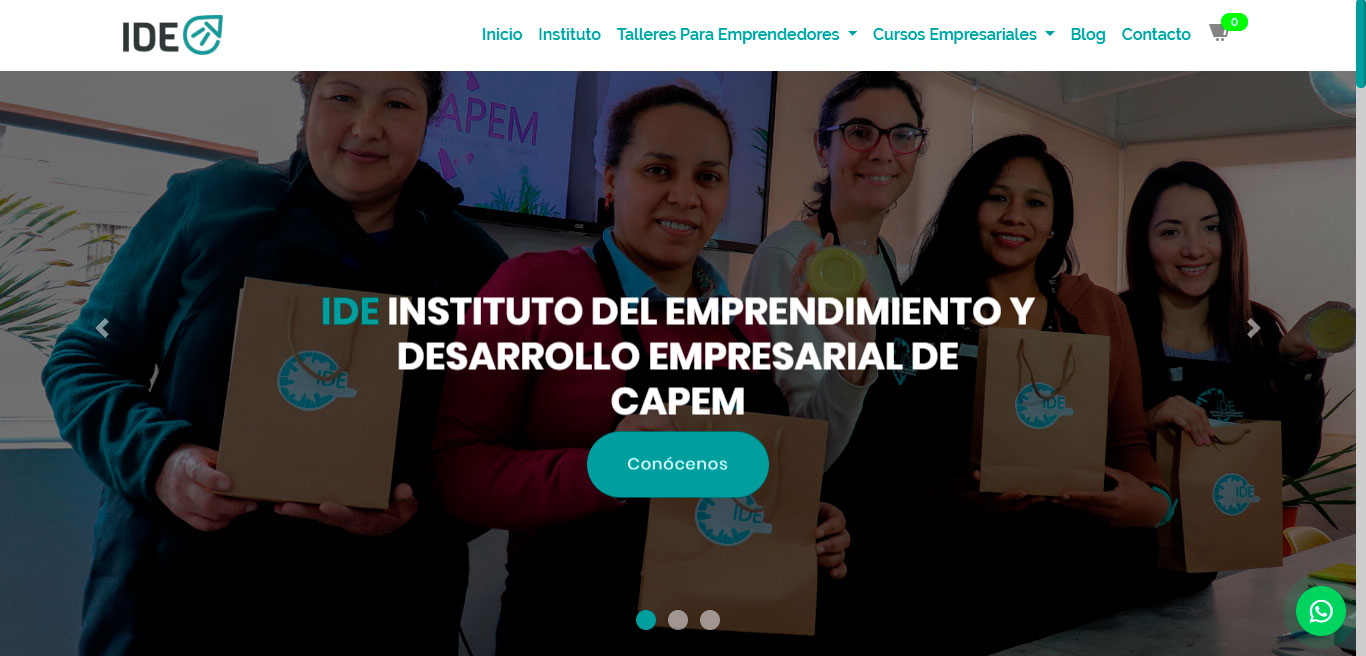 IDE
Inicio
Instituto
Talleres Para Emprendedores
Cursos Empresariales
Blog
Contacto
0
CAPEM
IDE INSTITUTO DEL EMPRENDIMIENTO Y
DESARROLLO EMPRESARIAL DE
CAPEM
Conócenos
IDE
IDE
IDE
IDE
IDE